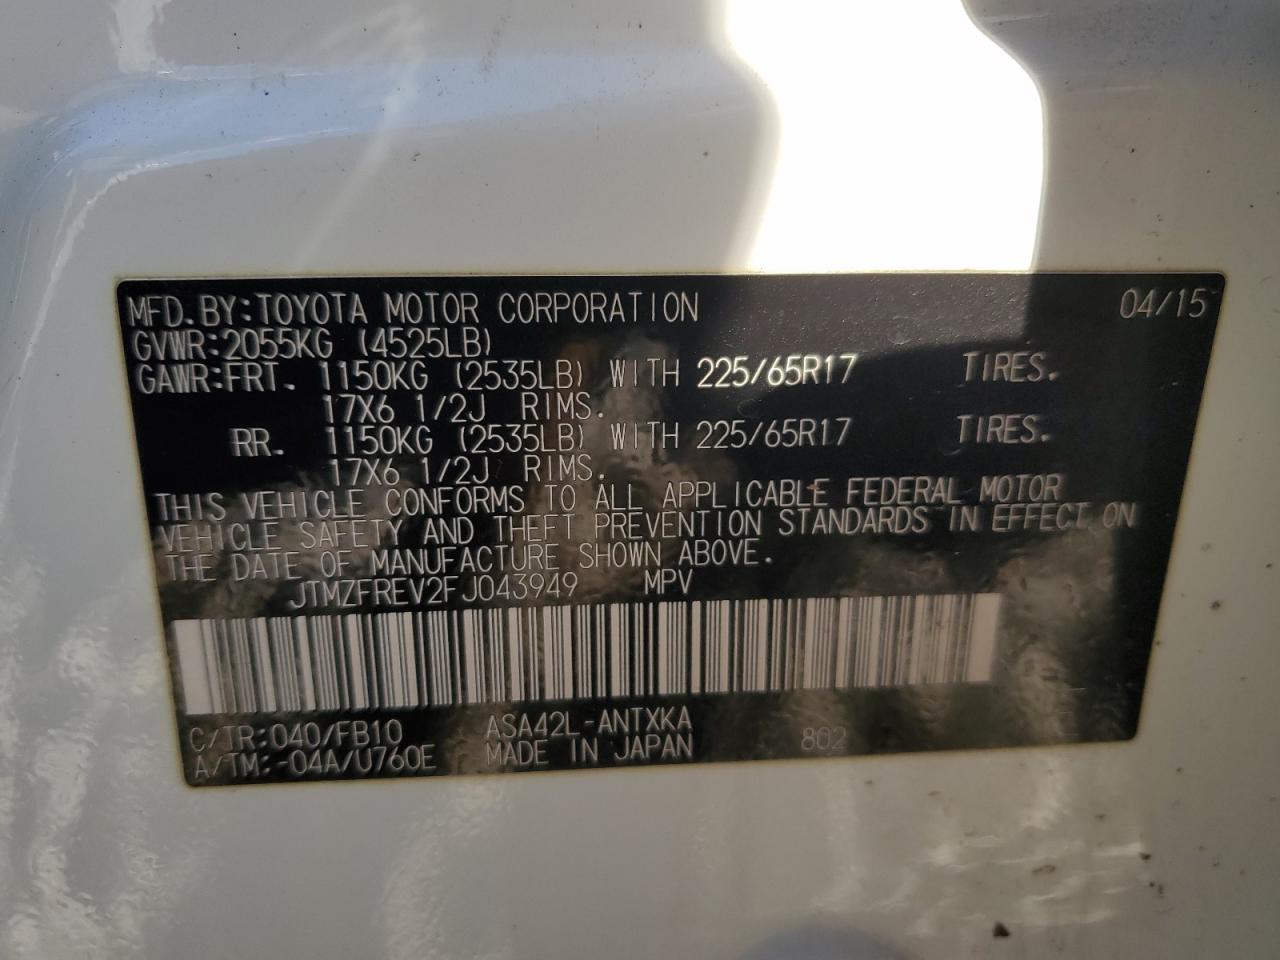 MFD. BY: TOYOTA MOTOR CORPORATION 04/15
GVWR: 2055KG (4525LB)
GAWR: FRT. 1150KG (2535LB) WITH 225/65R17 TIRES.
17X6 1/2J RIMS.
RR. 1150KG (2535LB) WITH 225/65R17 TIRES.
17X6 1/2J RIMS.
THIS VEHICLE CONFORMS TO ALL APPLICABLE FEDERAL MOTOR
VEHICLE SAFETY AND THEFT PREVENTION STANDARDS IN EFFECT ON
THE DATE OF MANUFACTURE SHOWN ABOVE.
JTMZFREV2FJ043949 MPV
C/TR: 040/FB10 ASA42L-ANTXKA
A/TM: -04A/U760E MADE IN JAPAN 802